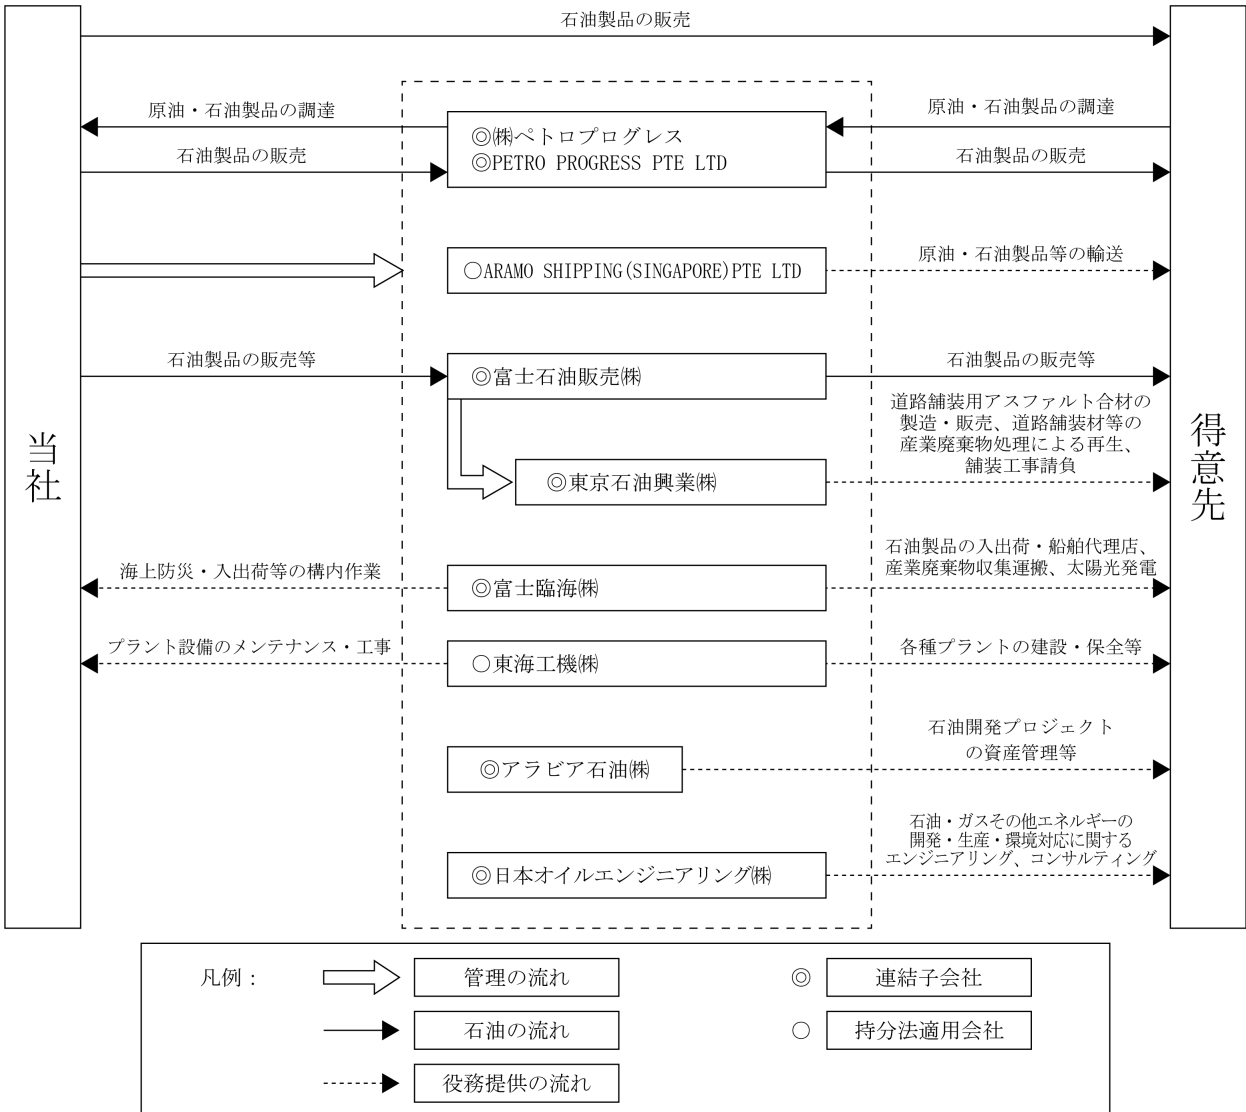 石油製品の販売
原油・石油製品の調達
原油・石油製品の調達
◎㈱ペトロプログレス
◎PETRO PROGRESS PTE LTD
石油製品の販売
石油製品の販売
原油・石油製品等の輸送
○ARAMO SHIPPING(SINGAPORE)PTE LTD
石油製品の販売等
◎富士石油販売㈱
石油製品の販売等
道路舗装用アスファルト合材の
製造・販売、道路舗装材等の
産業廃棄物処理による再生、
舗装工事請負
◎東京石油興業㈱
当社
得意先
石油製品の入出荷・船舶代理店、
産業廃棄物収集運搬、太陽光発電
海上防災・入出荷等の構内作業
◎富士臨海㈱
プラント設備のメンテナンス・工事
○東海工機㈱
各種プラントの建設・保全等
石油開発プロジェクト
の資産管理等
◎アラビア石油㈱
石油・ガスその他エネルギーの
開発・生産・環境対応に関する
エンジニアリング、コンサルティング
◎日本オイルエンジニアリング㈱
凡例：
管理の流れ
◎
連結子会社
石油の流れ
○
持分法適用会社
役務提供の流れ